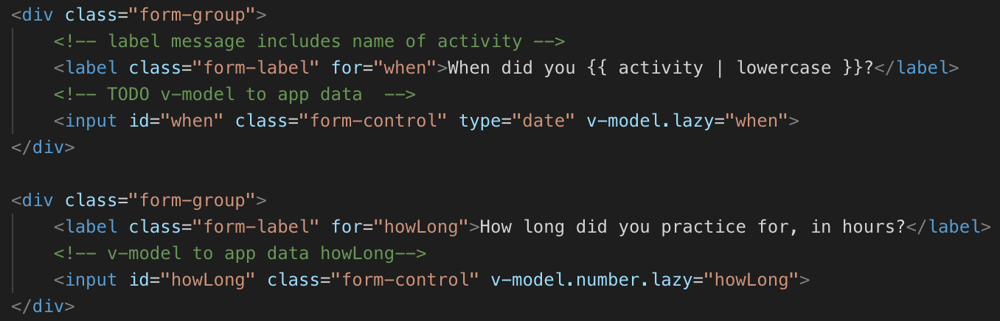 <div class="form-group">
<!-- label message includes name of activity -->
<label class="form-label" for="when">When did you {{ activity | lowercase }}?</label>
<!-- TODO v-model to app data  -->
<input id="when" class="form-control" type="date" v-model.lazy="when">
</div>
<div class="form-group">
<label class="form-label" for="howLong">How long did you practice for, in hours?</label>
<!-- v-model to app data howLong-->
<input id="howLong" class="form-control" v-model.number.lazy="howLong">
</div>